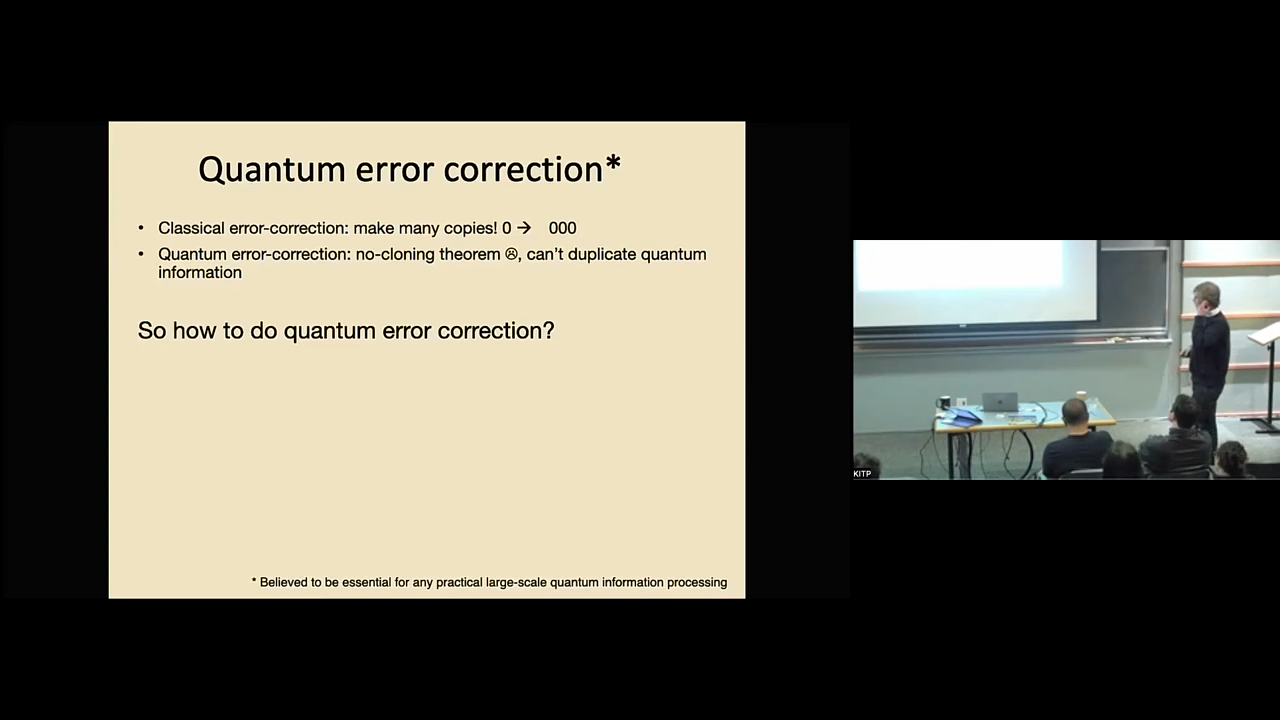 Quantum error correction*
• Classical error-correction: make many copies! 0 → 000
• Quantum error-correction: no-cloning theorem ☹, can't duplicate quantum
information
So how to do quantum error correction?
* Believed to be essential for any practical large-scale quantum information processing
KITP